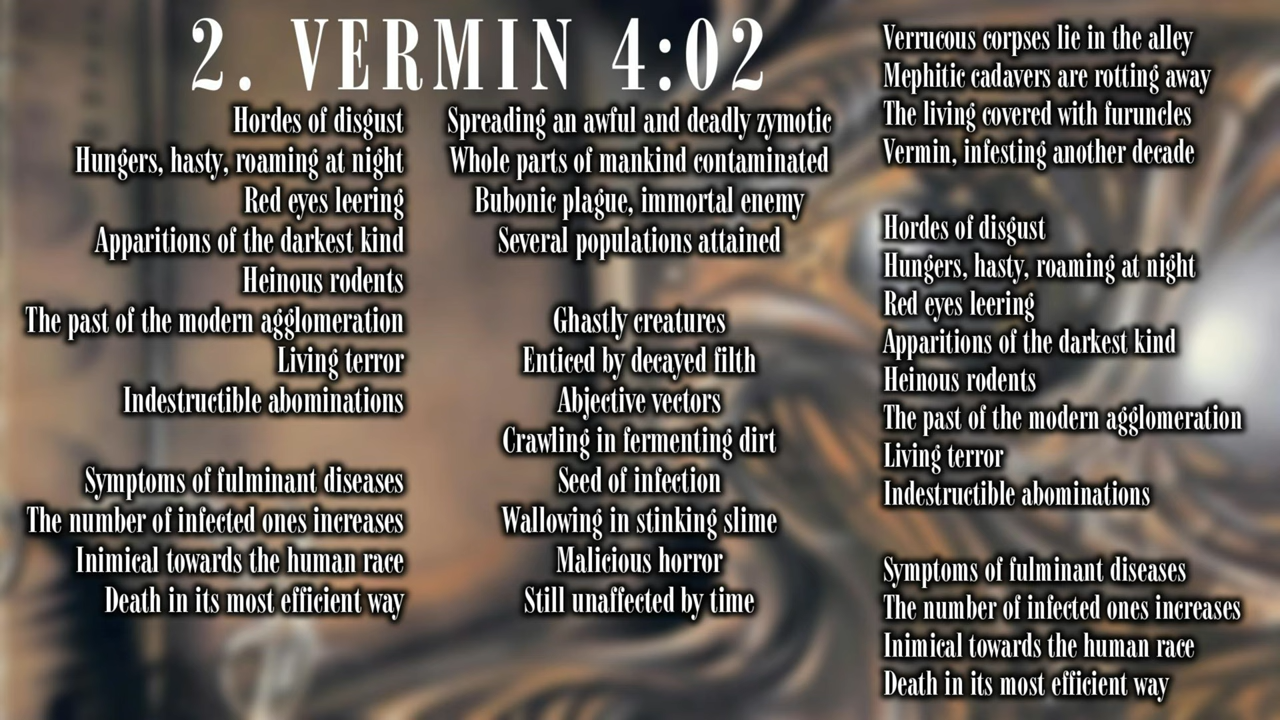 2. VERMIN 4:02
Hordes of disgust
Hungers, hasty, roaming at night
Red eyes leering
Apparitions of the darkest kind
Heinous rodents
The past of the modern agglomeration
Living terror
Indestructible abominations
Symptoms of fulminant diseases
The number of infected ones increases
Inimical towards the human race
Death in its most efficient way
Spreading an awful and deadly zymotic
Whole parts of mankind contaminated
Bubonic plague, immortal enemy
Several populations attained
Ghastly creatures
Enticed by decayed filth
Abjective vectors
Crawling in fermenting dirt
Seed of infection
Wallowing in stinking slime
Malicious horror
Still unaffected by time
Verrucous corpses lie in the alley
Mephitic cadavers are rotting away
The living covered with furuncles
Vermin, infesting another decade
Hordes of disgust
Hungers, hasty, roaming at night
Red eyes leering
Apparitions of the darkest kind
Heinous rodents
The past of the modern agglomeration
Living terror
Indestructible abominations
Symptoms of fulminant diseases
The number of infected ones increases
Inimical towards the human race
Death in its most efficient way